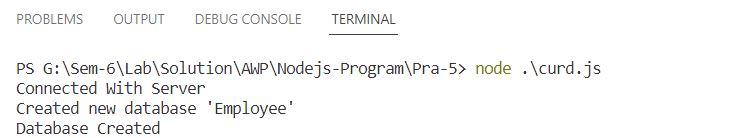 PROBLEMS OUTPUT DEBUG CONSOLE TERMINAL
PS G:\Sem-6\Lab\Solution\AWP\Nodejs-Program\Pra-5> node .\curd.js
Connected With Server
Created new database 'Employee'
Database Created